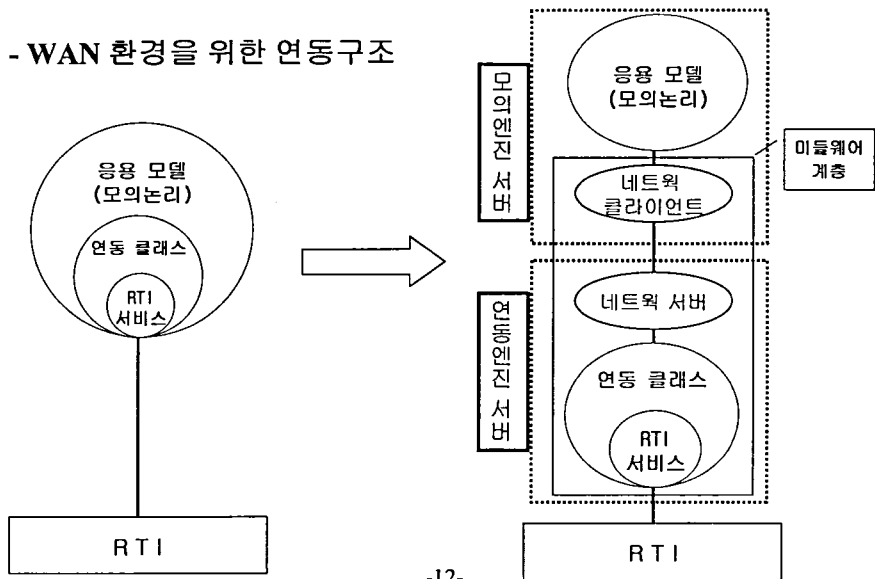 - WAN 환경을 위한 연동구조
응용 모델
(모의논리)
연동 클래스
RTI
서비스
RTI
모의엔진 서버
응용 모델
(모의논리)
네트웍
클라이언트
미들웨어
계층
연동엔진 서버
네트웍 서버
연동 클래스
RTI
서비스
RTI
-12-